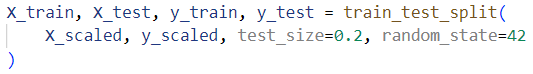 X_train, X_test, y_train, y_test = train_test_split(
    X_scaled, y_scaled, test_size=0.2, random_state=42
)